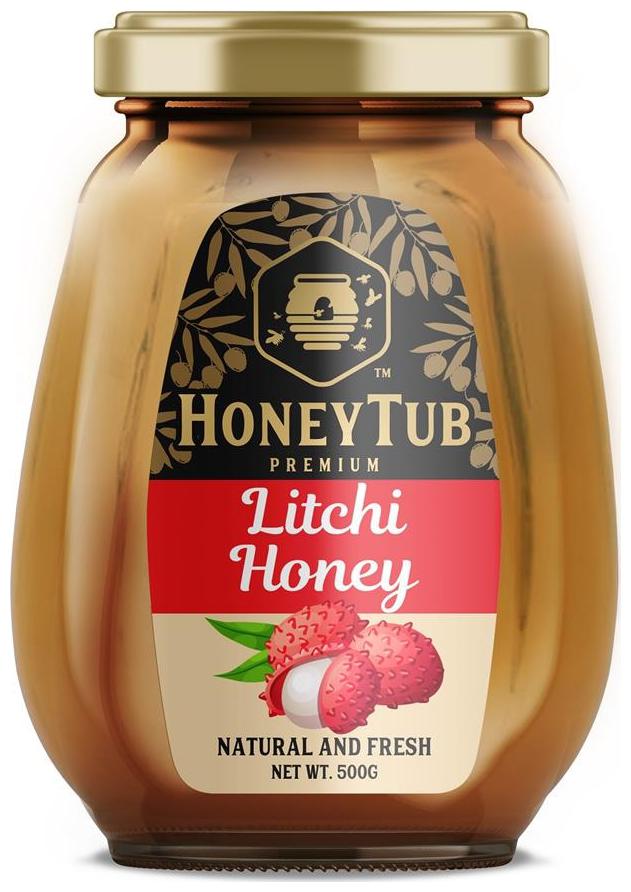 TM
HONEYTUB
PREMIUM
Litchi
Honey
NATURAL AND FRESH
NET WT. 500G